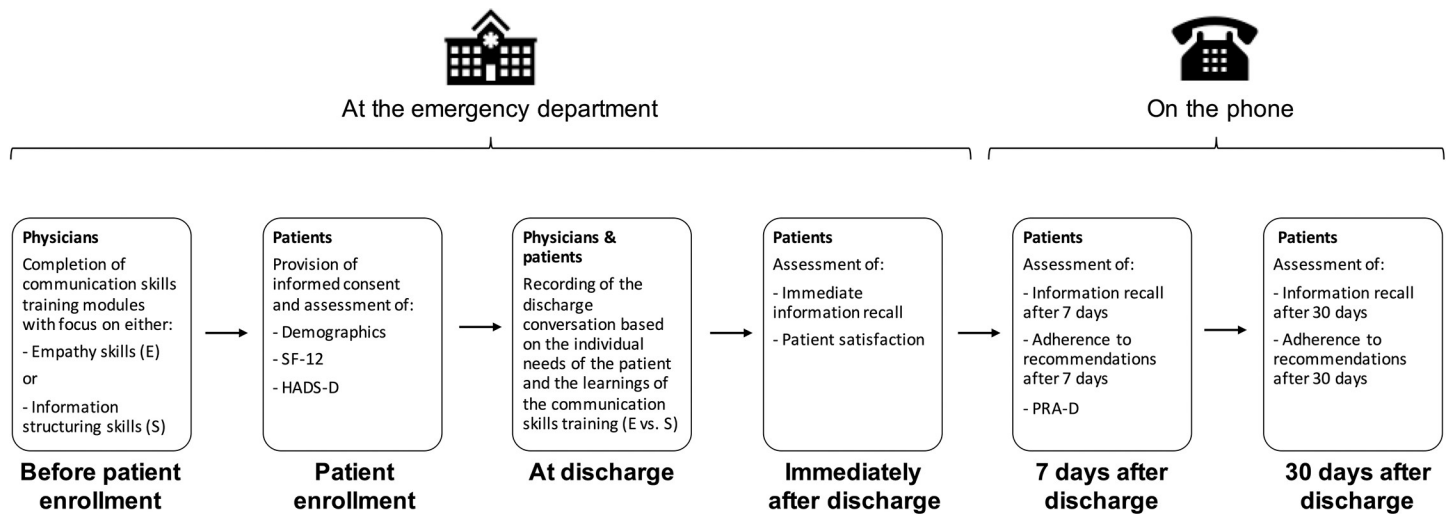 At the emergency department
On the phone
Physicians
Completion of
communication skills
training modules
with focus on either:
- Empathy skills (E)
or
- Information
structuring skills (S)
Before patient
enrollment
Patients
Provision of
informed consent
and assessment of:
- Demographics
- SF-12
- HADS-D
Patient
enrollment
Physicians &
patients
Recording of the
discharge
conversation based
on the individual
needs of the patient
and the learnings of
the communication
skills training (E vs. S)
At discharge
Patients
Assessment of:
- Immediate
information recall
- Patient satisfaction
Immediately
after discharge
Patients
Assessment of:
- Information recall
after 7 days
- Adherence to
recommendations
after 7 days
- PRA-D
7 days after
discharge
Patients
Assessment of:
- Information recall
after 30 days
- Adherence to
recommendations
after 30 days
30 days after
discharge